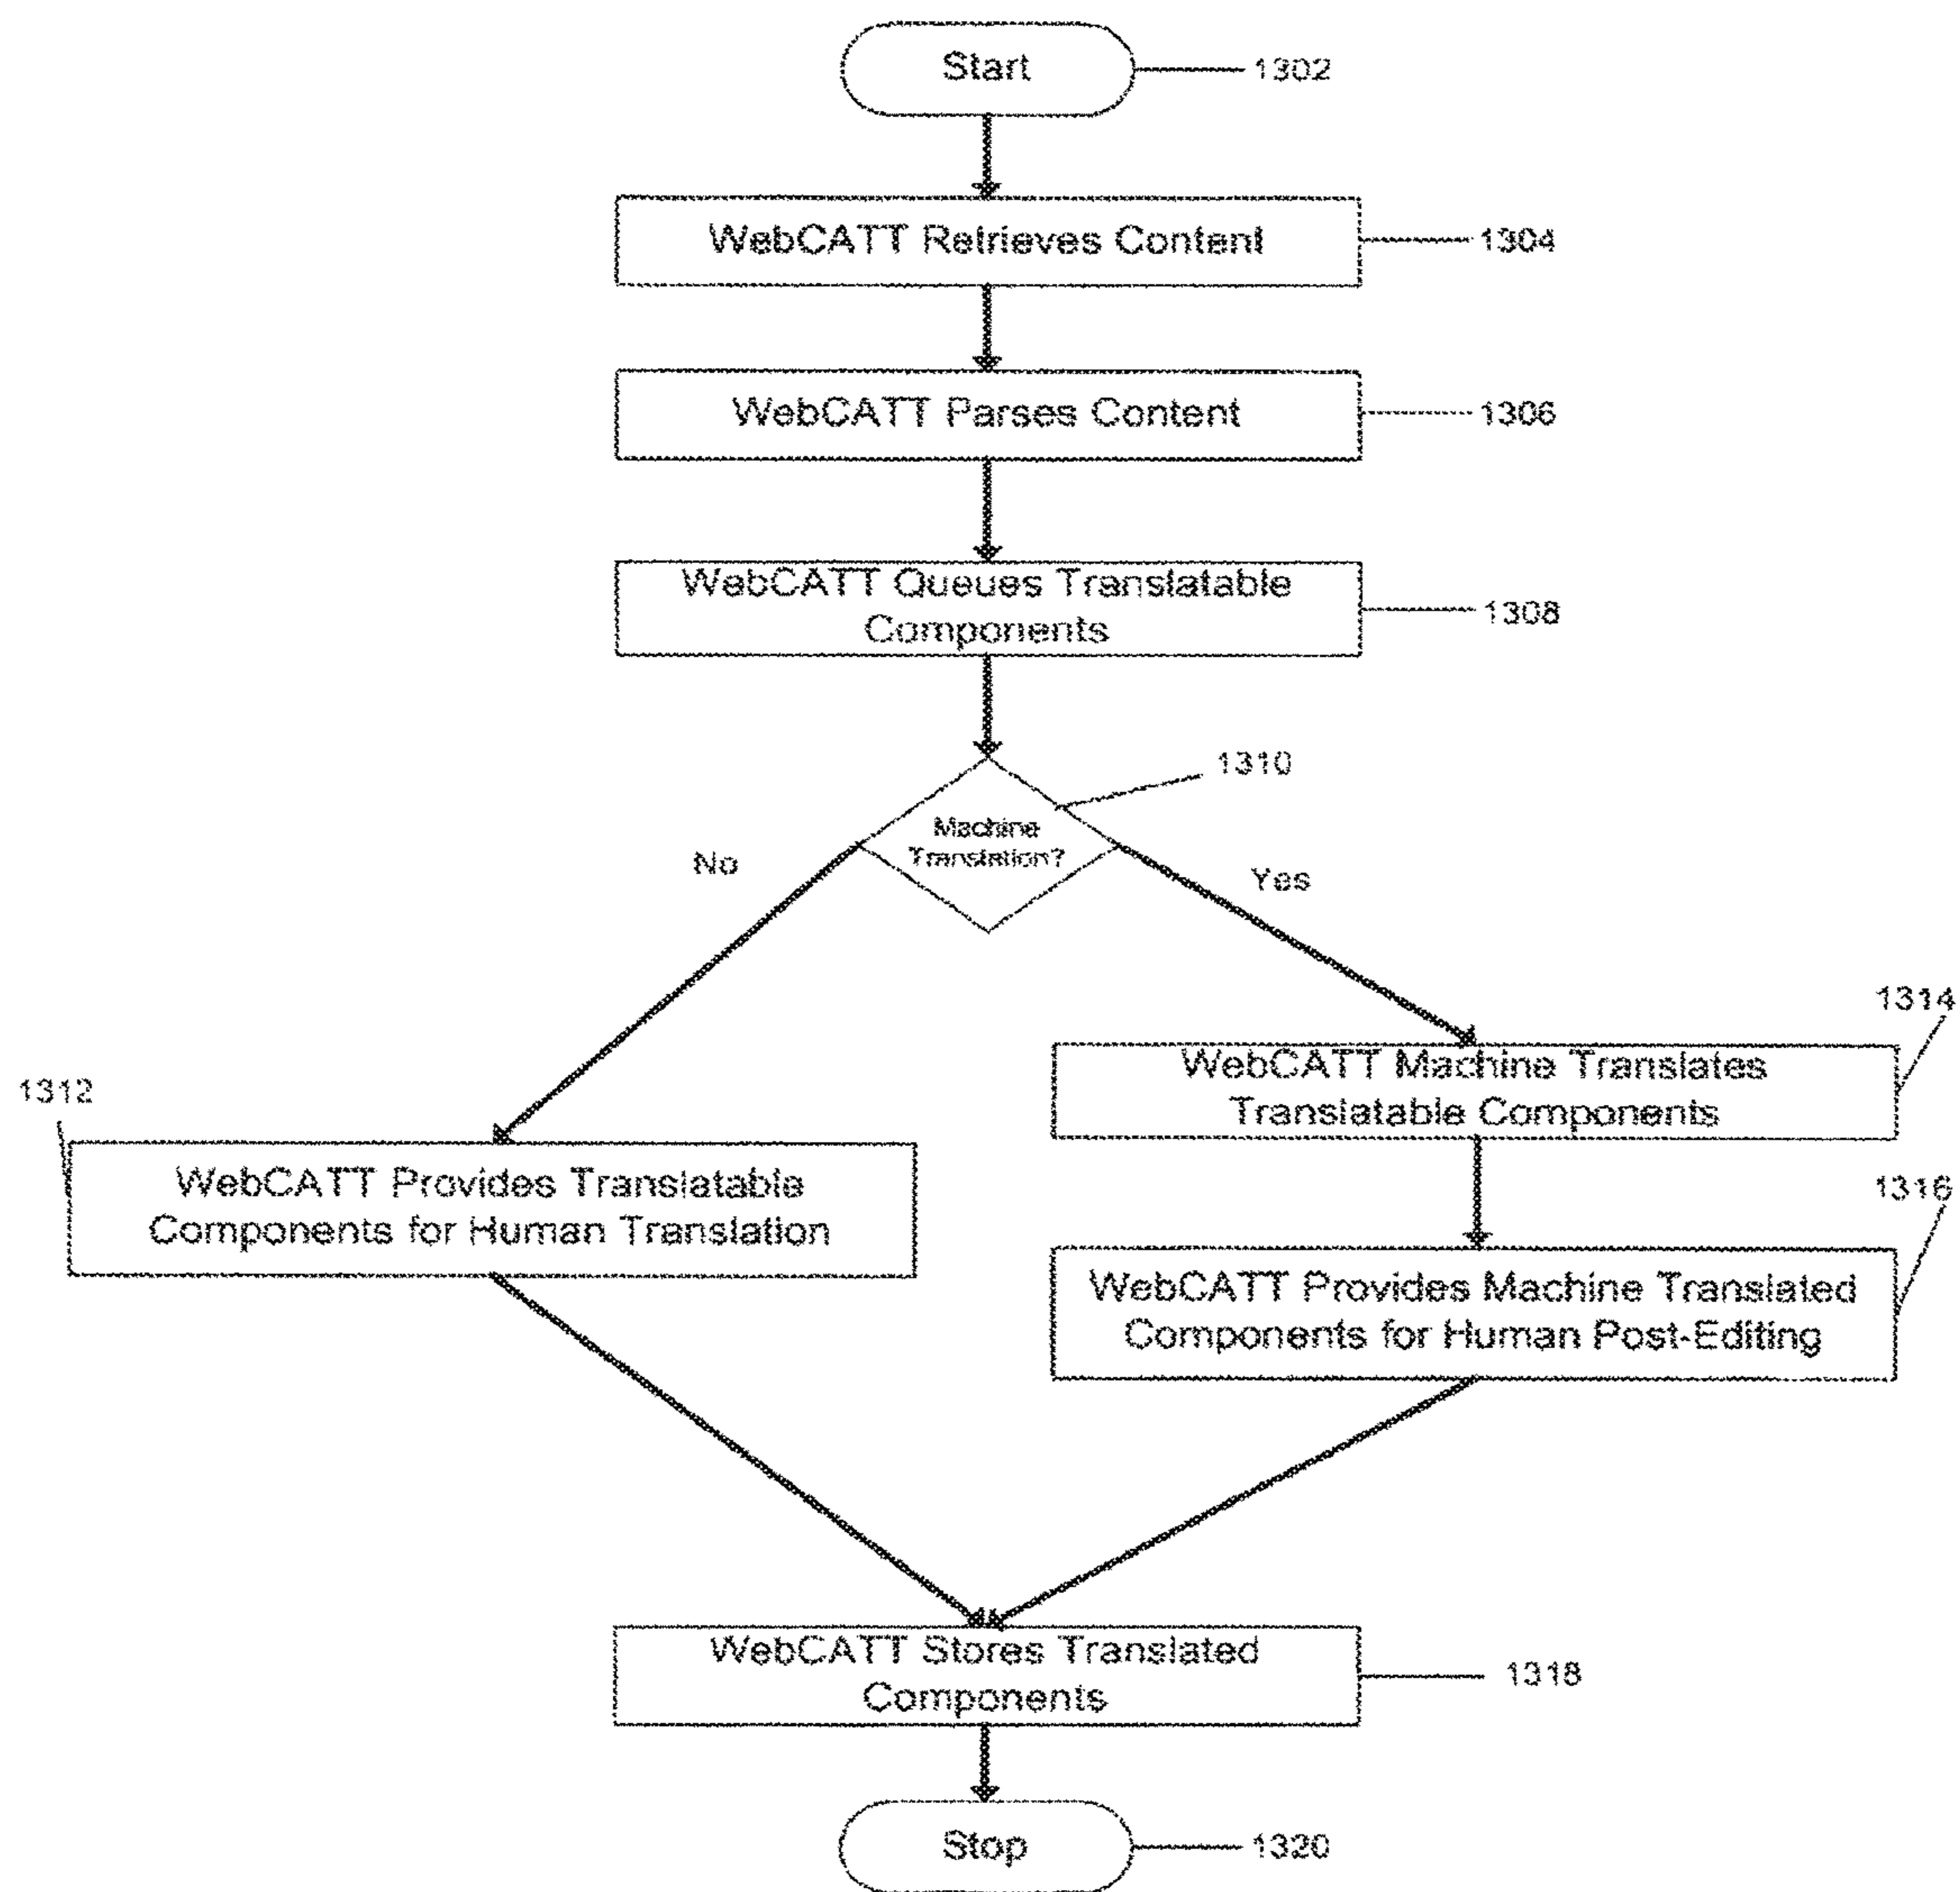 Start
1302
WebCATT Retrieves Content
1304
WebCATT Parses Content
1306
WebCATT Queues Translatable
Components
1308
1310
Machine
Translation?
No
Yes
1314
WebCATT Machine Translates
Translatable Components
1312
WebCATT Provides Translatable
Components for Human Translation
1316
WebCATT Provides Machine Translated
Components for Human Post-Editing
WebCATT Stores Translated
Components
1318
Stop
1320